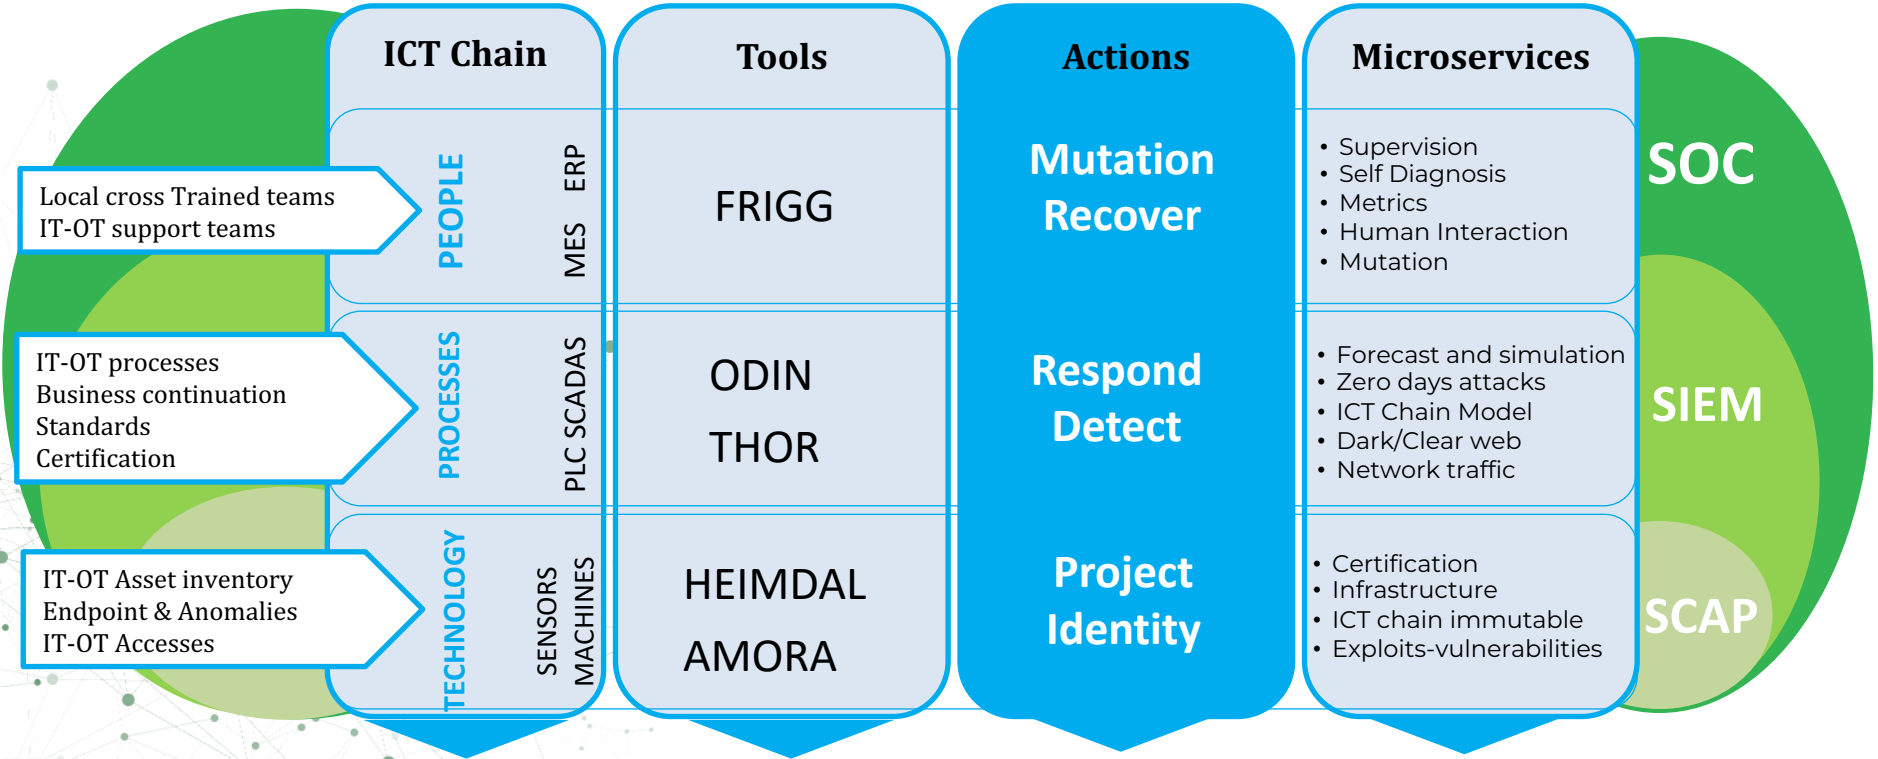 ICT Chain
Tools
Actions
Microservices
Local cross Trained teams
IT-OT support teams
PEOPLE
MES ERP
FRIGG
Mutation
Recover
• Supervision
• Self Diagnosis
• Metrics
• Human Interaction
• Mutation
SOC
IT-OT processes
Business continuation
Standards
Certification
PROCESSES
PLC SCADAS
ODIN
THOR
Respond
Detect
• Forecast and simulation
• Zero days attacks
• ICT Chain Model
• Dark/Clear web
• Network traffic
SIEM
IT-OT Asset inventory
Endpoint & Anomalies
IT-OT Accesses
TECHNOLOGY
SENSORS
MACHINES
HEIMDAL
AMORA
Project
Identity
• Certification
• Infrastructure
• ICT chain immutable
• Exploits-vulnerabilities
SCAP